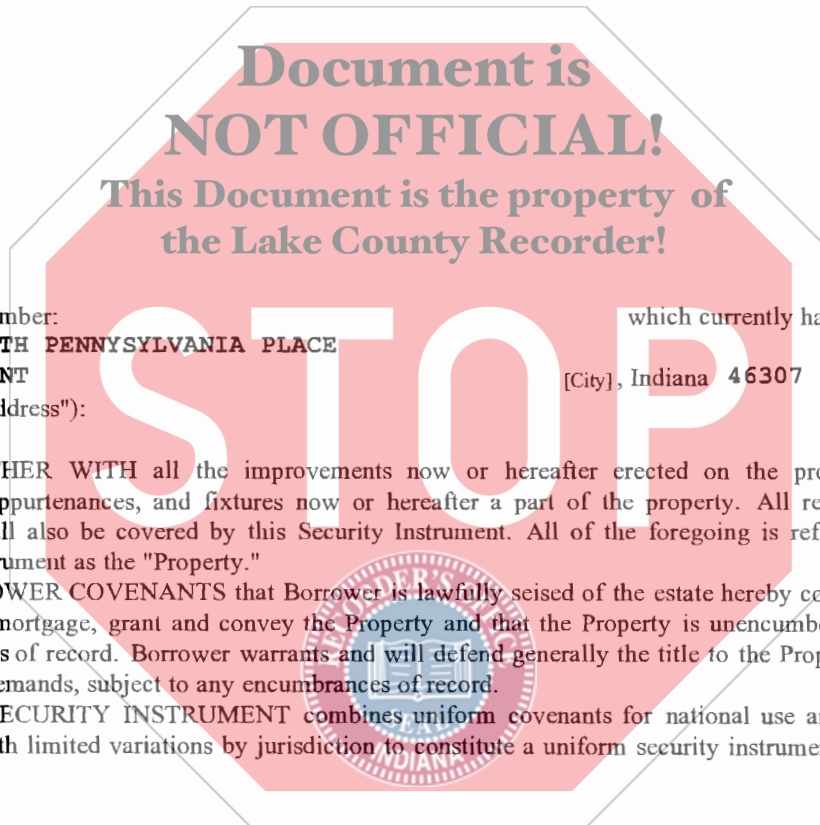 Document is
NOT OFFICIAL!
This Document is the property of
the Lake County Recorder!
STOP
mber: which currently ha
TH PENNYSYLVANIA PLACE
NT [City], Indiana 46307
ddress"):
HER WITH all the improvements now or hereafter erected on the pro
ppurtenances, and fixtures now or hereafter a part of the property. All re
ll also be covered by this Security Instrument. All of the foregoing is ref
rument as the "Property."
OWER COVENANTS that Borrower is lawfully seised of the estate hereby co
mortgage, grant and convey the Property and that the Property is unencumbe
s of record. Borrower warrants and will defend generally the title to the Prop
emands, subject to any encumbrances of record.
ECURITY INSTRUMENT combines uniform covenants for national use a
th limited variations by jurisdiction to constitute a uniform security instrume
RECORDER'S OFFICE
SEAL
INDIANA